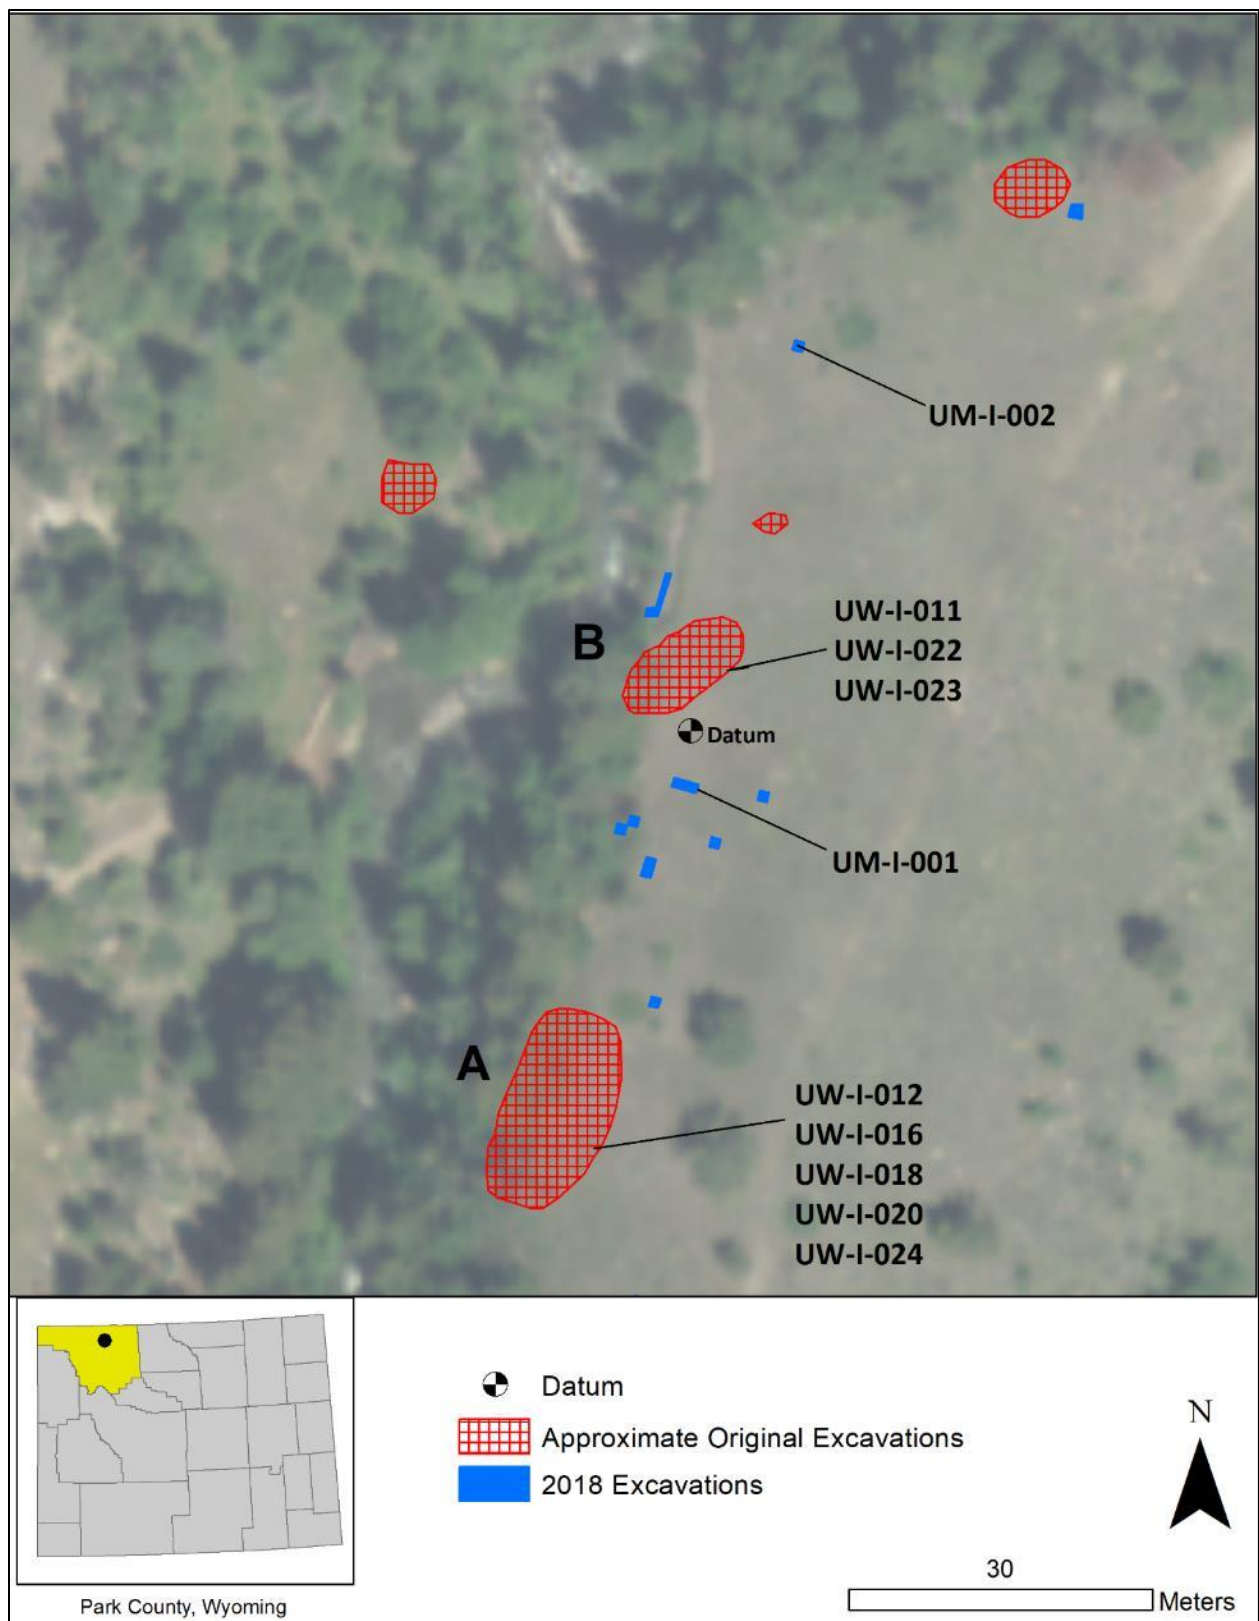 UM-I-002
UW-I-011
UW-I-022
UW-I-023
B
Datum
UM-I-001
A
UW-I-012
UW-I-016
UW-I-018
UW-I-020
UW-I-024
Park County, Wyoming
Datum
Approximate Original Excavations
2018 Excavations
N
30
Meters